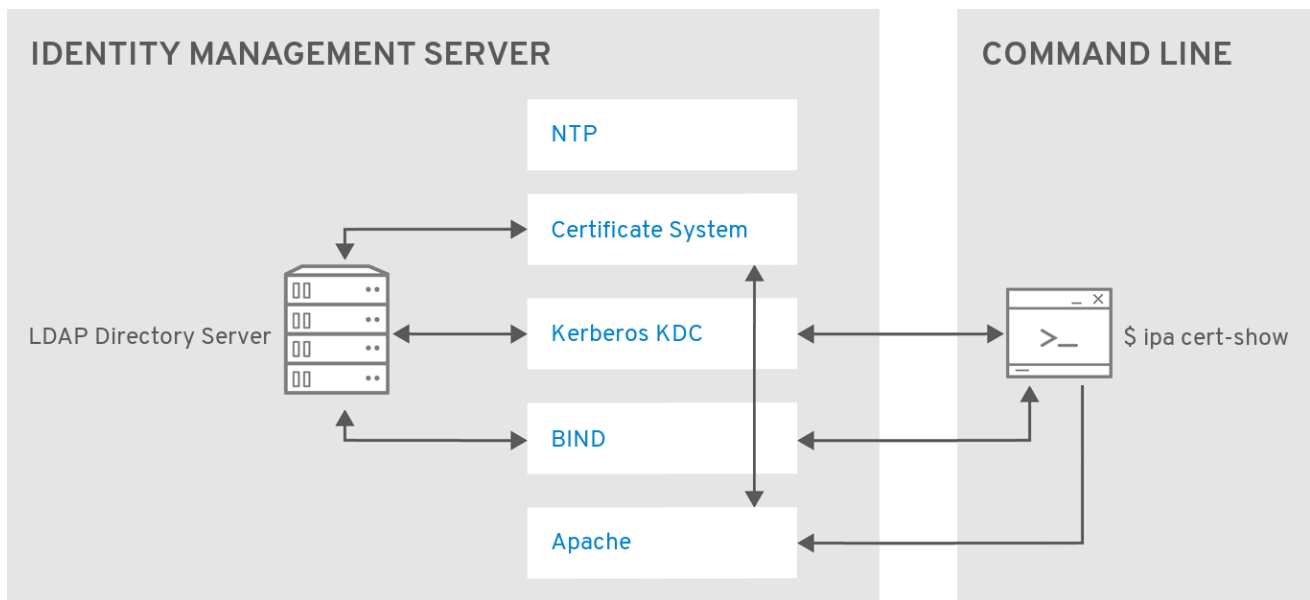 IDENTITY MANAGEMENT SERVER
COMMAND LINE
NTP
Certificate System
LDAP Directory Server
Kerberos KDC
>_
$ ipa cert-show
BIND
Apache